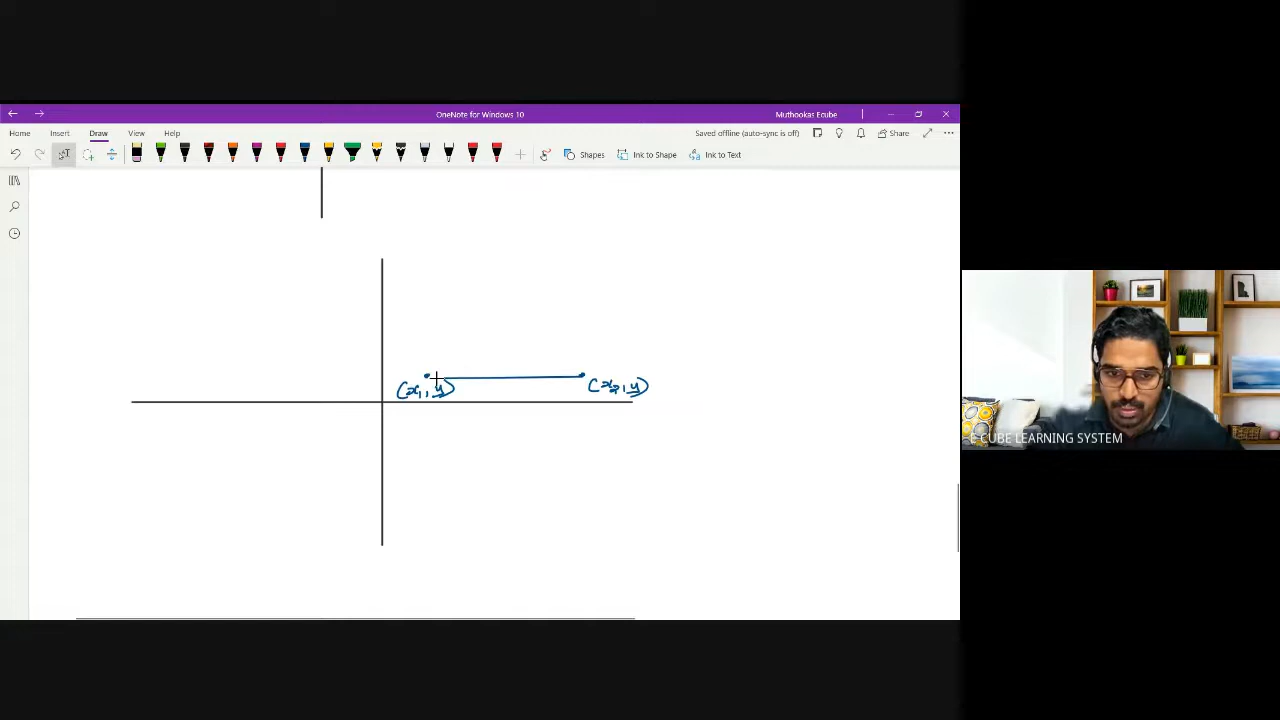 OneNote for Windows 10
Muthookas Ecube
Home Insert Draw View Help
Saved offline (auto-sync is off)
Share
Shapes
Ink to Shape
Ink to Text
(x₁, y)
(x₂, y)
E CUBE LEARNING SYSTEM